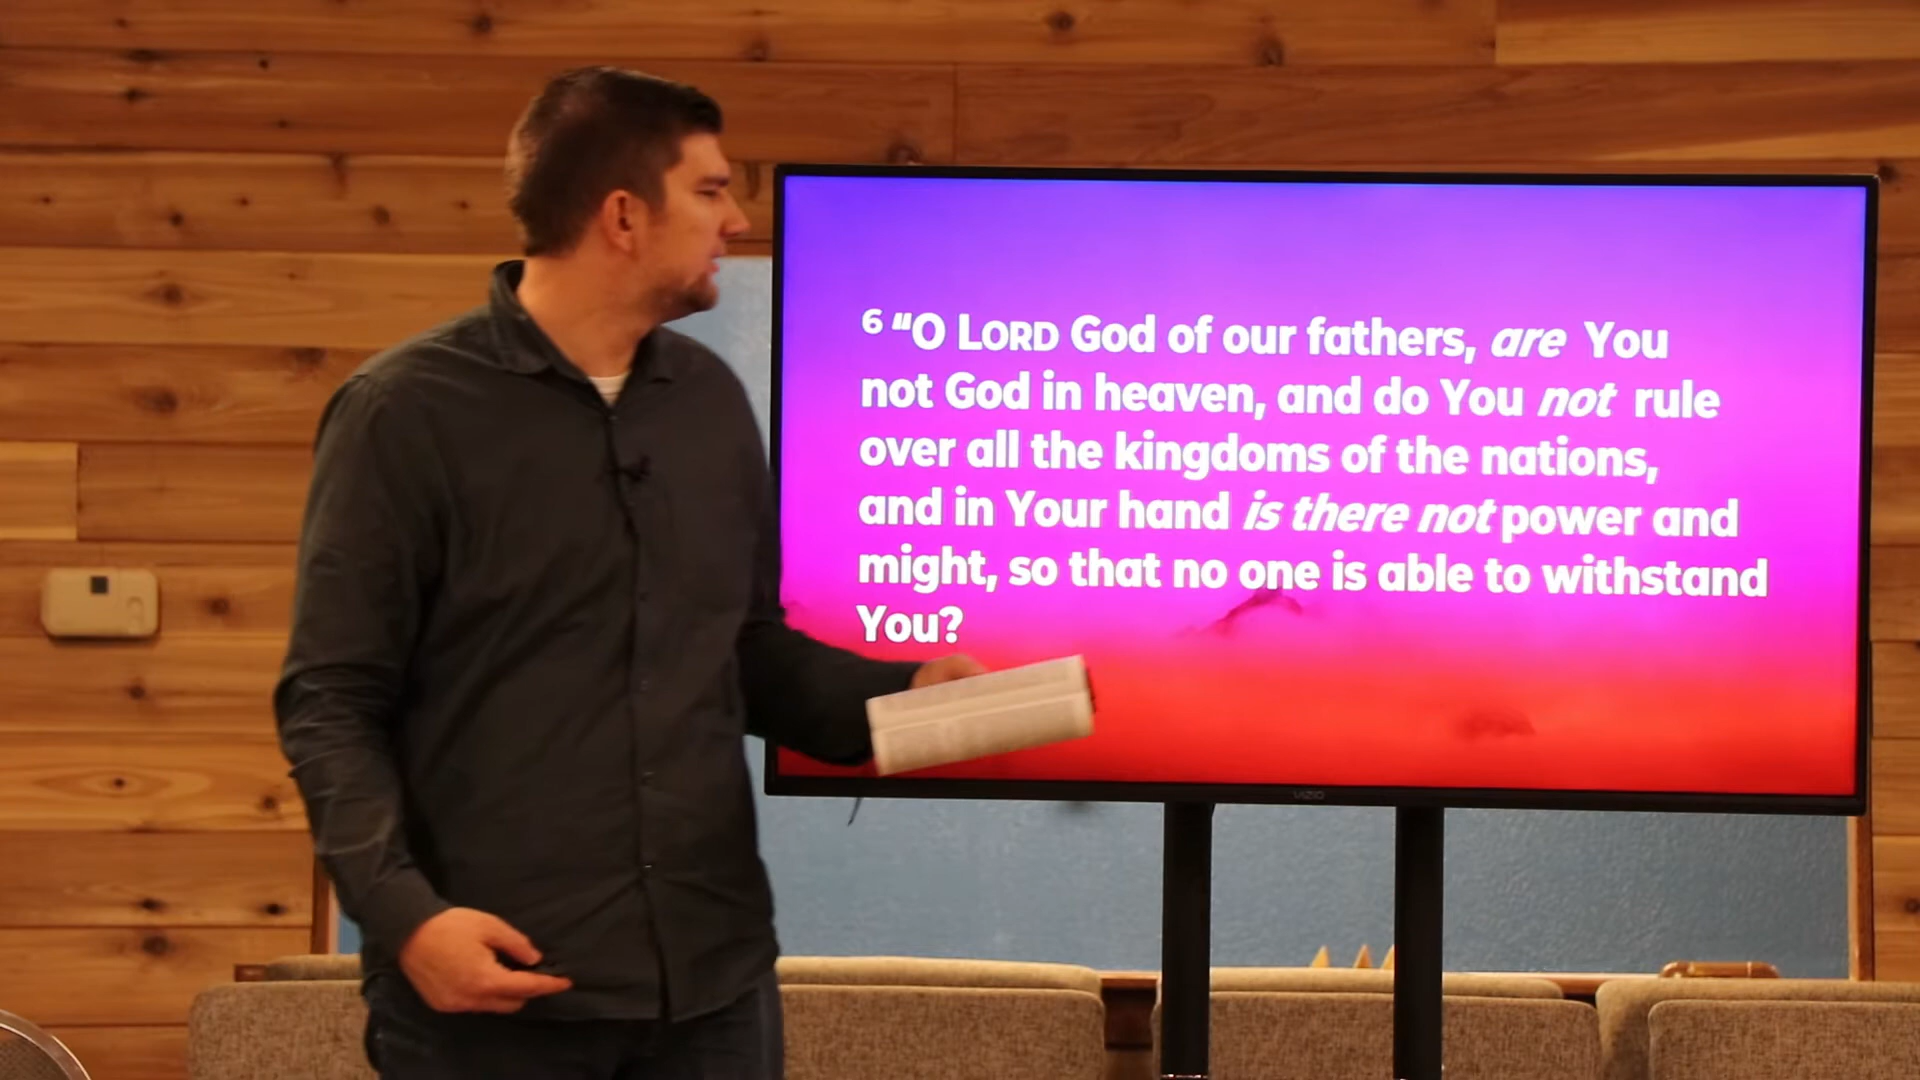 6 “O LORD God of our fathers, are You
not God in heaven, and do You not rule
over all the kingdoms of the nations,
and in Your hand is there not power and
might, so that no one is able to withstand
You?
VIZIO